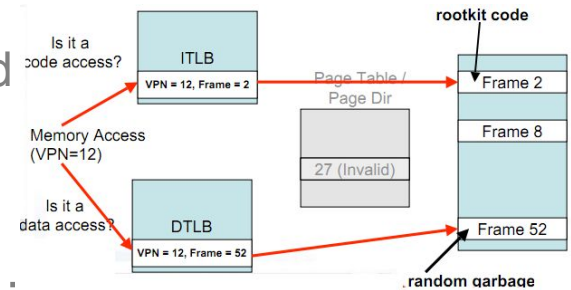 rootkit code
Is it a
code access?
ITLB
VPN = 12, Frame = 2
Page Table /
Page Dir
Frame 2
Memory Access
(VPN=12)
Frame 8
27 (Invalid)
Is it a
data access?
DTLB
VPN = 12, Frame = 52
Frame 52
random garbage